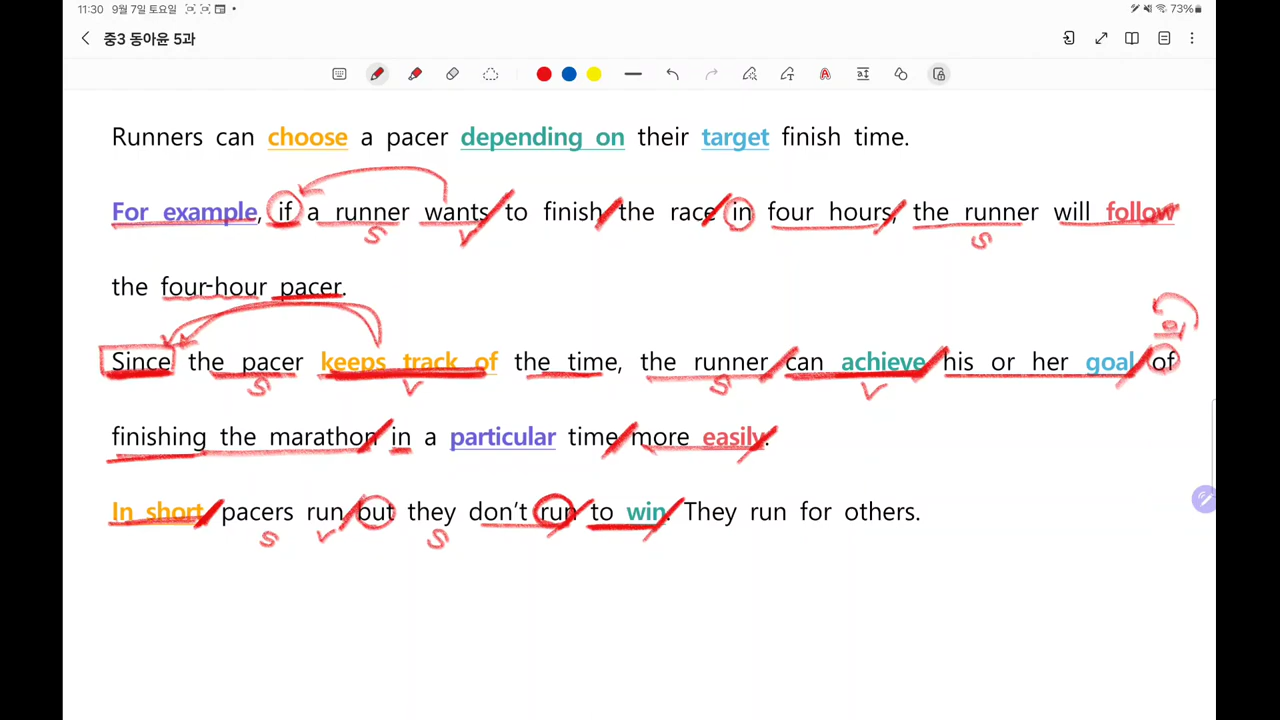 11:30 9월 7일 토요일 73%
중3 동아윤 5과
Runners can choose a pacer depending on their target finish time.
For example, if a runner wants to finish the race in four hours, the runner will follow
S V S
the four-hour pacer.
의
Since the pacer keeps track of the time, the runner can achieve his or her goal of
S V S V
finishing the marathon in a particular time more easily.
In short, pacers run, but they don't run to win. They run for others.
S V S